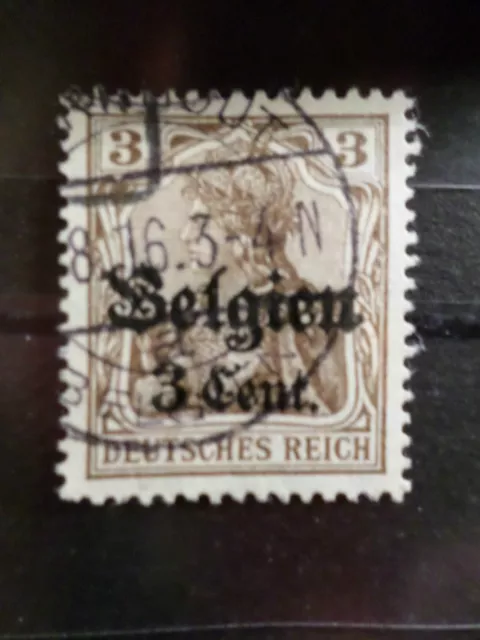 3 3
8.16.3-4 N
Belgien
3 Cent.
DEUTSCHES REICH